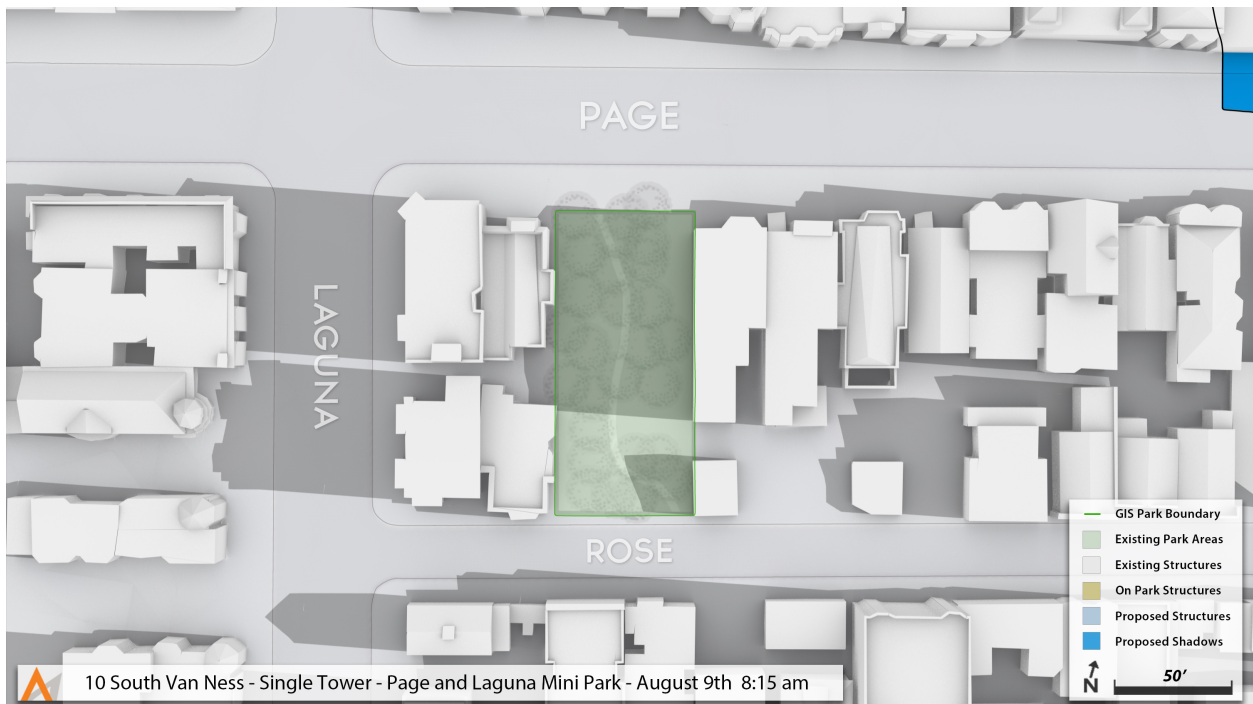 PAGE
LAGUNA
ROSE
GIS Park Boundary
Existing Park Areas
Existing Structures
On Park Structures
Proposed Structures
Proposed Shadows
N
50’
10 South Van Ness - Single Tower - Page and Laguna Mini Park - August 9th  8:15 am